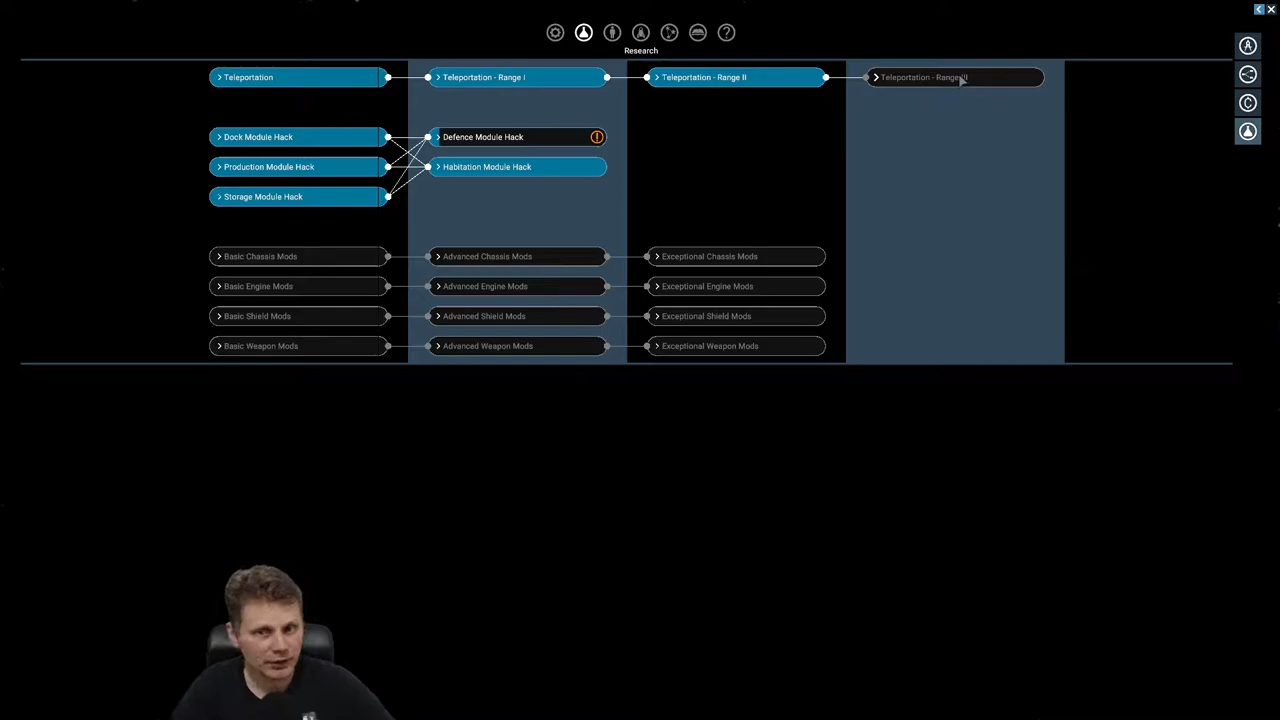 Research
Teleportation
Teleportation - Range I
Teleportation - Range II
Teleportation - Range III
Dock Module Hack
Defence Module Hack
Production Module Hack
Habitation Module Hack
Storage Module Hack
Basic Chassis Mods
Advanced Chassis Mods
Exceptional Chassis Mods
Basic Engine Mods
Advanced Engine Mods
Exceptional Engine Mods
Basic Shield Mods
Advanced Shield Mods
Exceptional Shield Mods
Basic Weapon Mods
Advanced Weapon Mods
Exceptional Weapon Mods